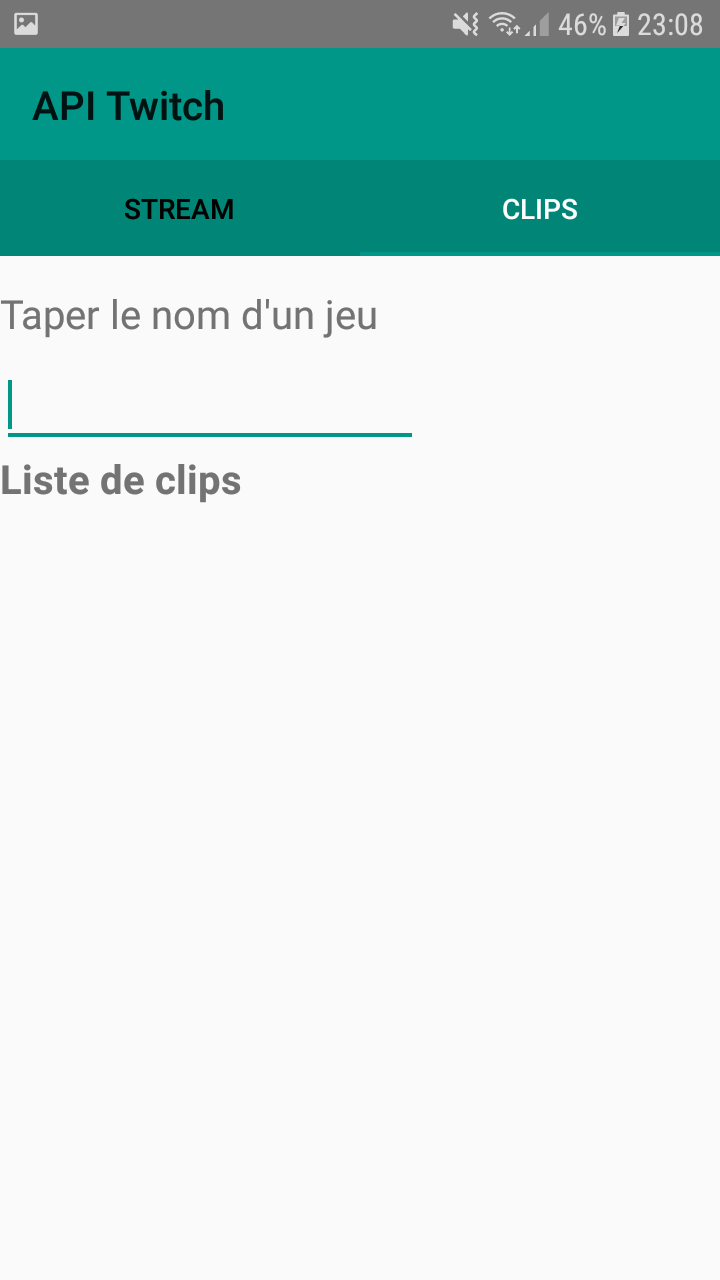 46% 23:08
API Twitch
STREAM CLIPS
Taper le nom d'un jeu
Liste de clips